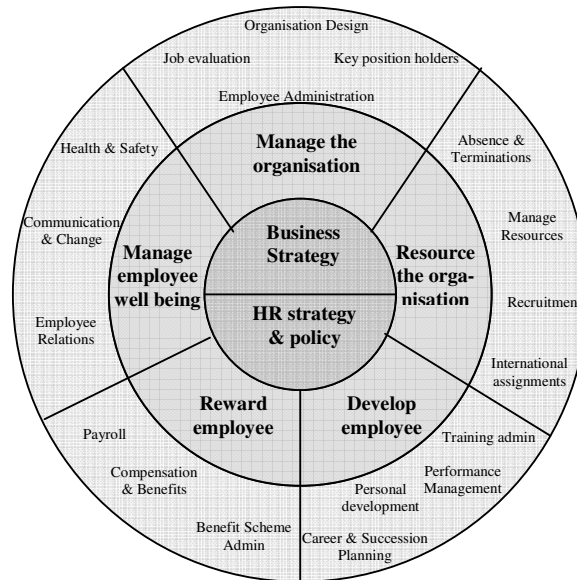 Organisation Design
Job evaluation
Key position holders
Employee Administration
Manage the
organisation
Health & Safety
Absence &
Terminations
Communication
& Change
Manage
Resources
Manage
employee
well being
Business
Strategy
Resource
the orga-
nisation
Employee
Relations
Recruitmen
HR strategy
& policy
International
assignments
Reward
employee
Develop
employee
Payroll
Training admin
Compensation
& Benefits
Performance
Management
Personal
development
Benefit Scheme
Admin
Career & Succession
Planning